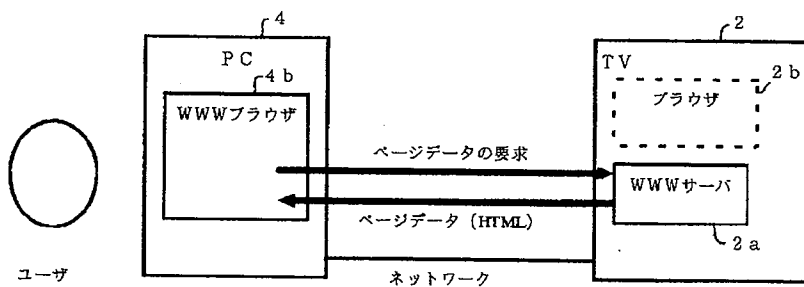 4
2
PC
TV
4b
2b
WWWブラウザ
ブラウザ
ページデータの要求
WWWサーバ
ページデータ (HTML)
2a
ユーザ
ネットワーク